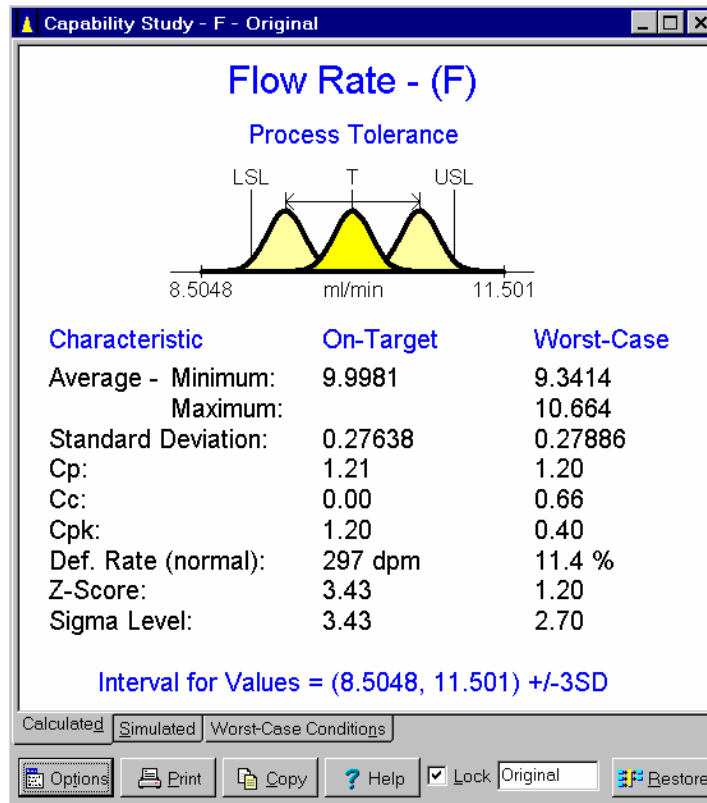 Capability Study - F - Original
Flow Rate - (F)
Process Tolerance
LSL T USL
8.5048 ml/min 11.501
Characteristic On-Target Worst-Case
Average - Minimum: 9.9981 9.3414
Maximum: 10.664
Standard Deviation: 0.27638 0.27886
Cp: 1.21 1.20
Cc: 0.00 0.66
Cpk: 1.20 0.40
Def. Rate (normal): 297 dpm 11.4 %
Z-Score: 3.43 1.20
Sigma Level: 3.43 2.70
Interval for Values = (8.5048, 11.501) +/-3SD
Calculated Simulated Worst-Case Conditions
Options Print Copy ? Help Lock Original Restore